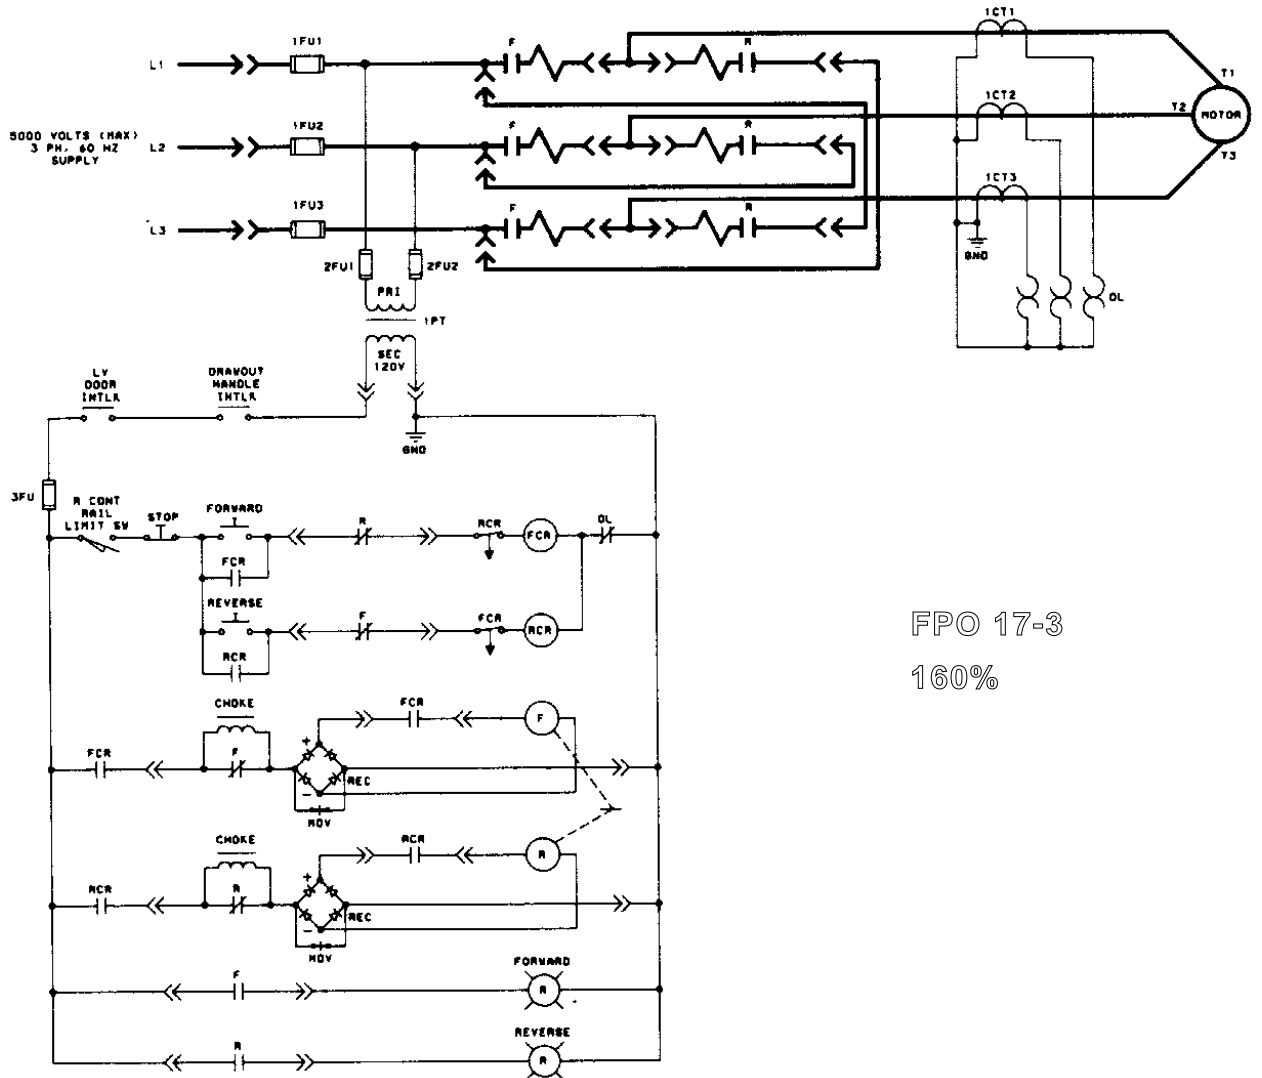 1CT1
1FU1
F
R
L1
T1
1CT2
T2
MOTOR
1FU2
F
R
5000 VOLTS (MAX)
3 PH, 60 HZ
SUPPLY
L2
T3
1CT3
1FU3
F
R
L3
GND
2FU1
2FU2
PRI
OL
1PT
SEC
120V
LV
DOOR
INTLK
DRAWOUT
HANDLE
INTLK
GND
3FU
R CONT
RAIL
LIMIT SW
STOP
FORWARD
R
RCR
FCR
OL
FCR
REVERSE
F
FCR
RCR
RCR
FPO 17-3
160%
CHOKE
FCR
F
FCR
F
+
REC
-
MOV
CHOKE
RCR
R
RCR
R
+
REC
-
MOV
FORWARD
F
R
REVERSE
R
R